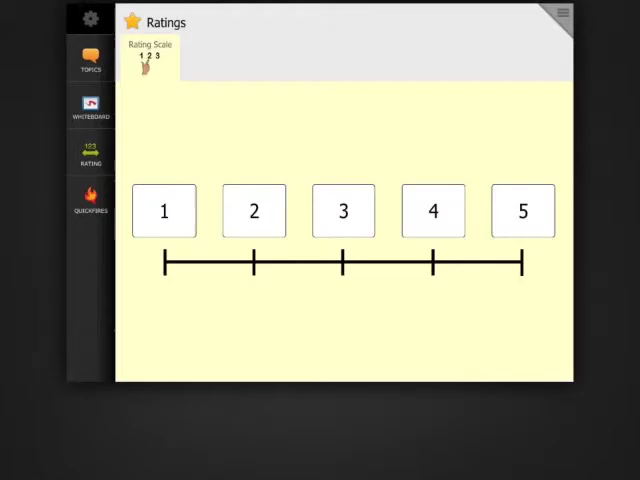 Ratings
Rating Scale
1 2 3
TOPICS
WHITEBOARD
123
RATING
QUICKFIRES
1 2 3 4 5